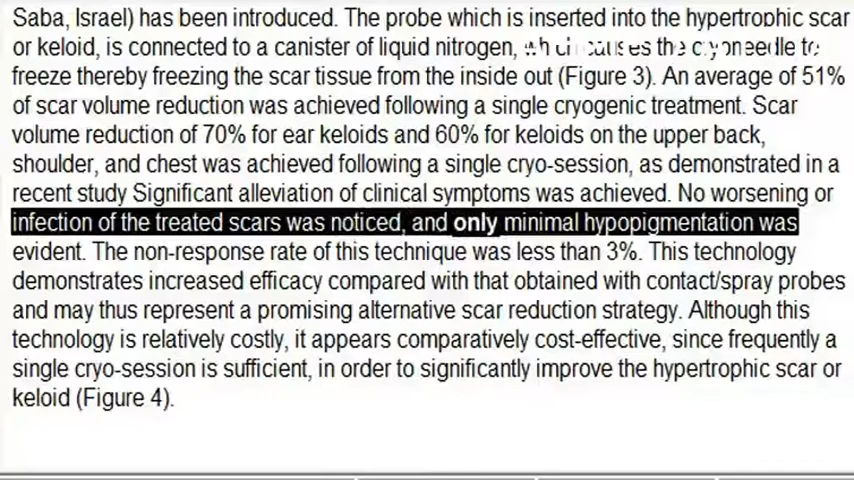 Saba, Israel) has been introduced. The probe which is inserted into the hypertrophic scar
or keloid, is connected to a canister of liquid nitrogen, which causes the cryoneedle to
freeze thereby freezing the scar tissue from the inside out (Figure 3). An average of 51%
of scar volume reduction was achieved following a single cryogenic treatment. Scar
volume reduction of 70% for ear keloids and 60% for keloids on the upper back,
shoulder, and chest was achieved following a single cryo-session, as demonstrated in a
recent study Significant alleviation of clinical symptoms was achieved. No worsening or
infection of the treated scars was noticed, and only minimal hypopigmentation was
evident. The non-response rate of this technique was less than 3%. This technology
demonstrates increased efficacy compared with that obtained with contact/spray probes
and may thus represent a promising alternative scar reduction strategy. Although this
technology is relatively costly, it appears comparatively cost-effective, since frequently a
single cryo-session is sufficient, in order to significantly improve the hypertrophic scar or
keloid (Figure 4).